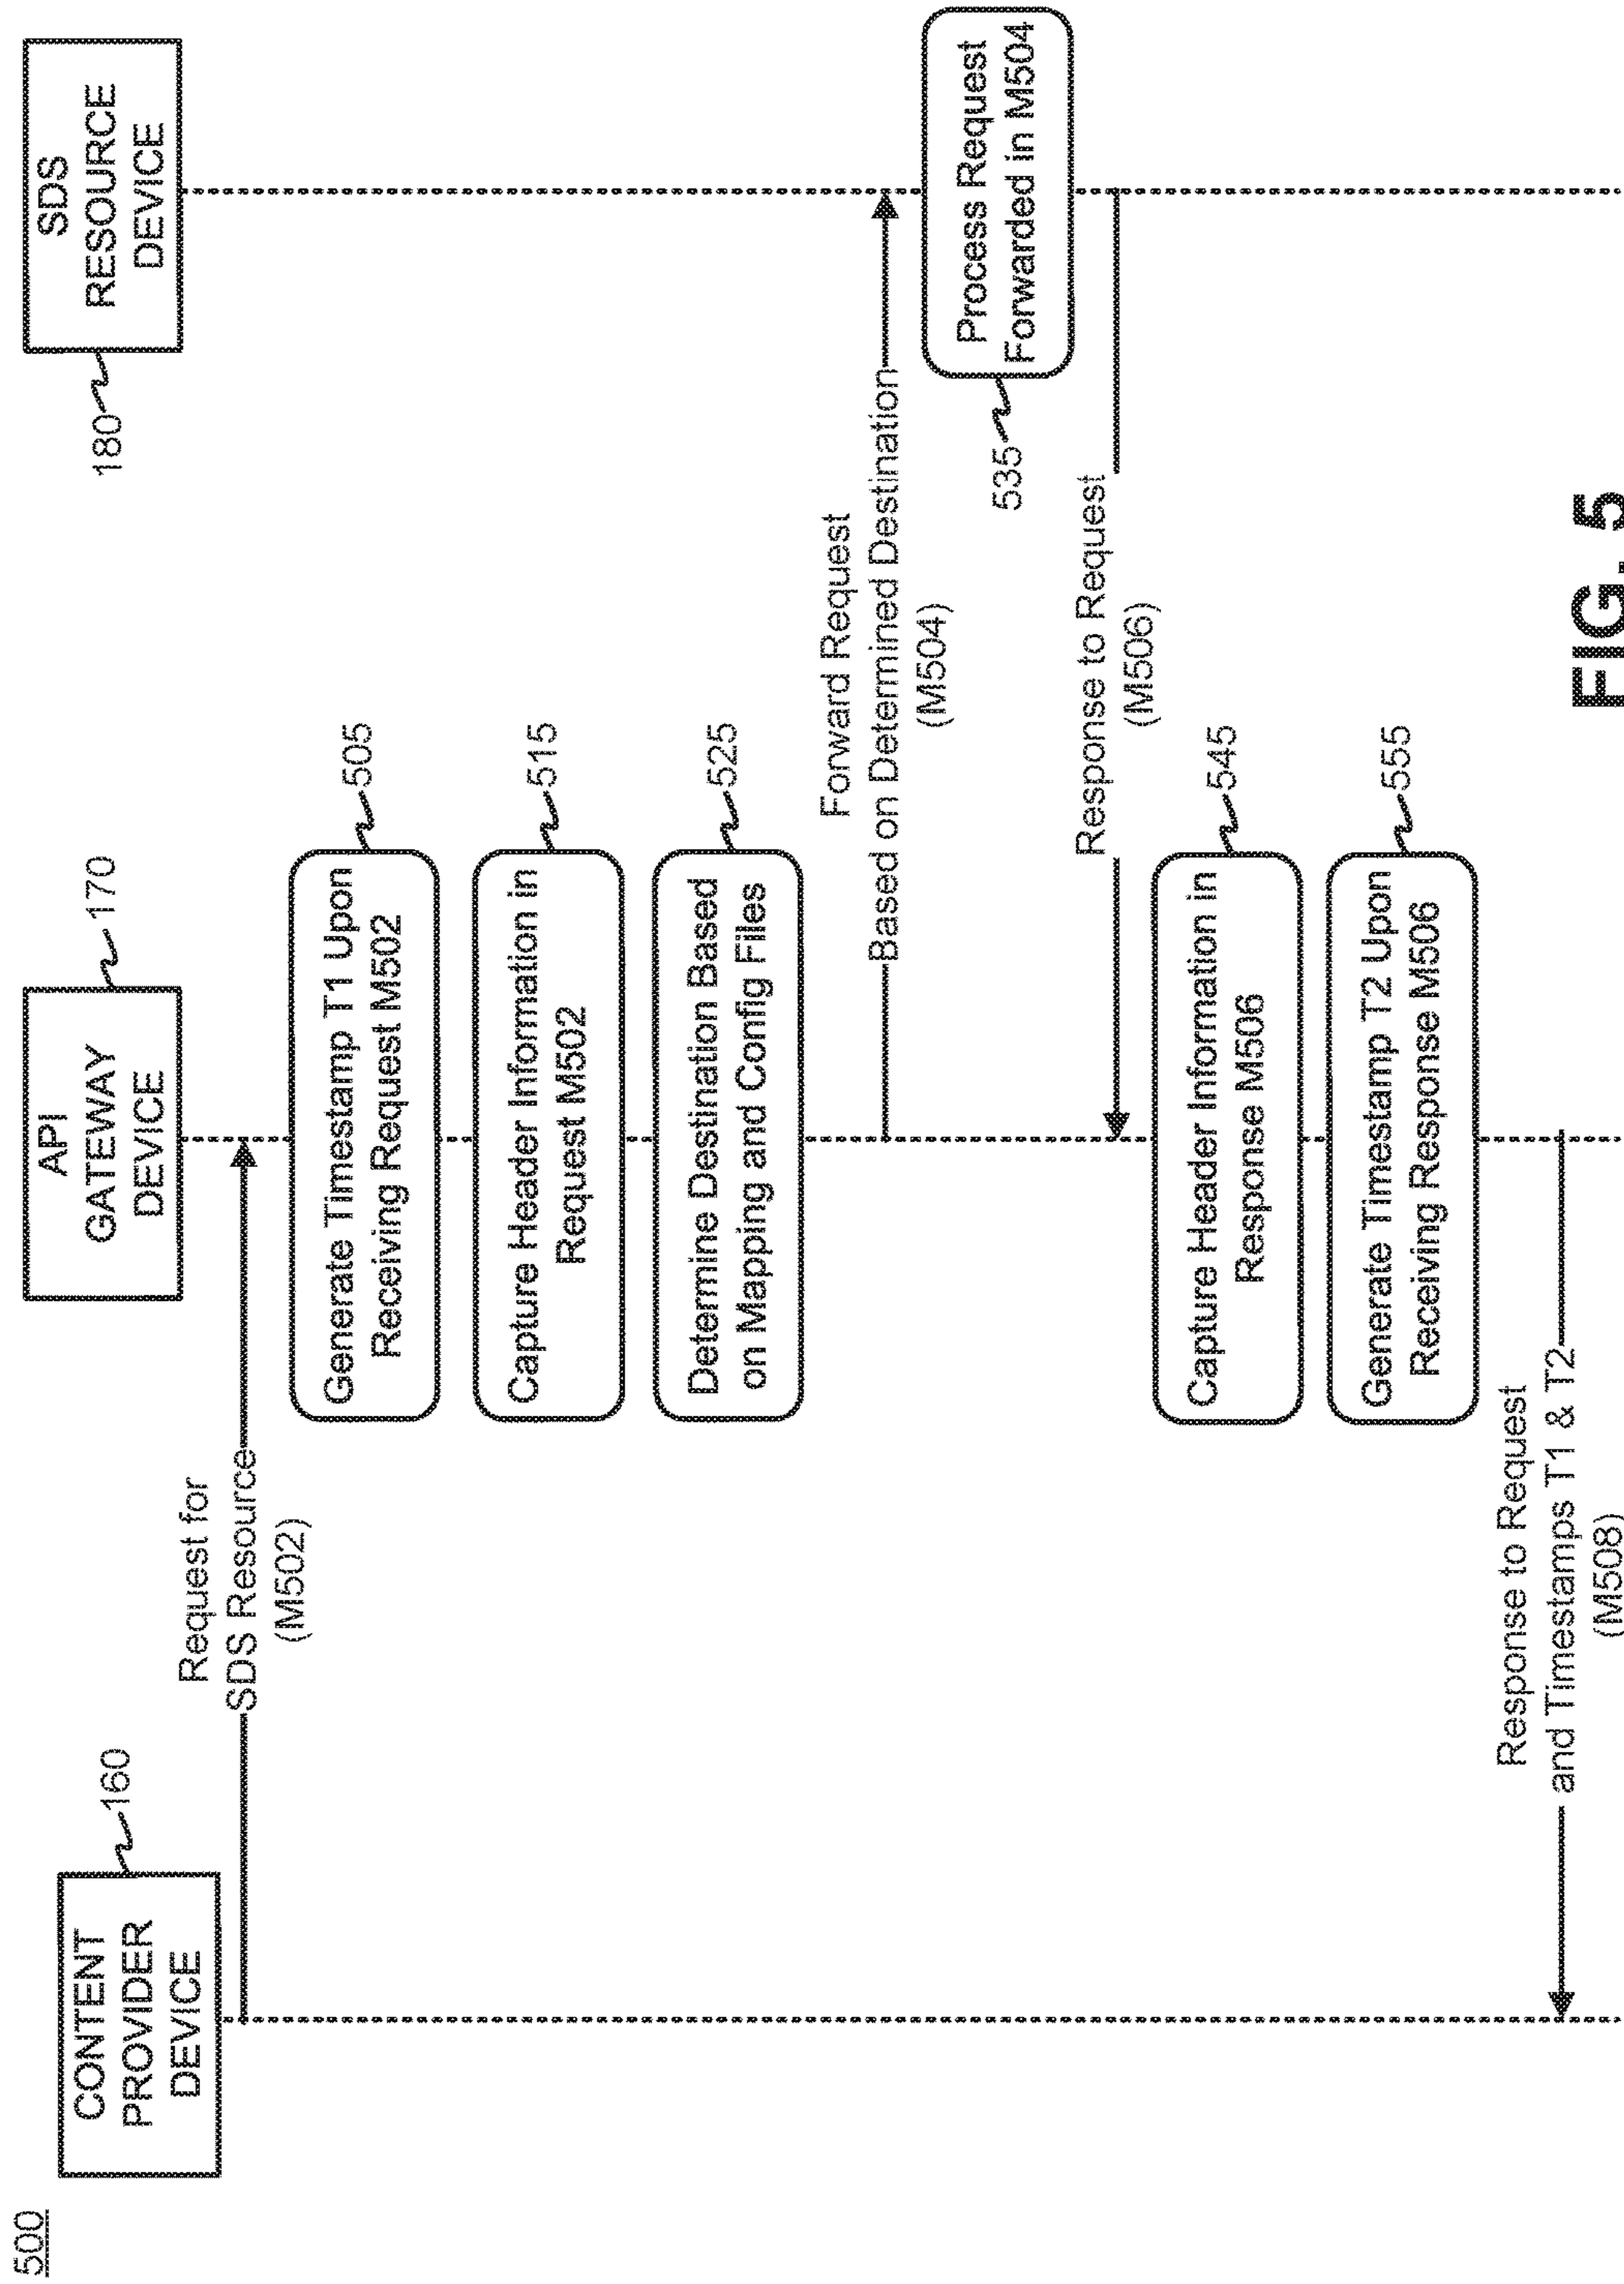 500
CONTENT
PROVIDER
DEVICE
160
API
GATEWAY
DEVICE
170
SDS
RESOURCE
DEVICE
180
Request for
SDS Resource
(M502)
Generate Timestamp T1 Upon
Receiving Request M502
505
Capture Header Information in
Request M502
515
Determine Destination Based
on Mapping and Config Files
525
Forward Request
Based on Determined Destination
(M504)
Process Request
Forwarded in M504
535
Response to Request
(M506)
Capture Header Information in
Response M506
545
Generate Timestamp T2 Upon
Receiving Response M506
555
Response to Request
and Timestamps T1 & T2
(M508)
FIG. 5